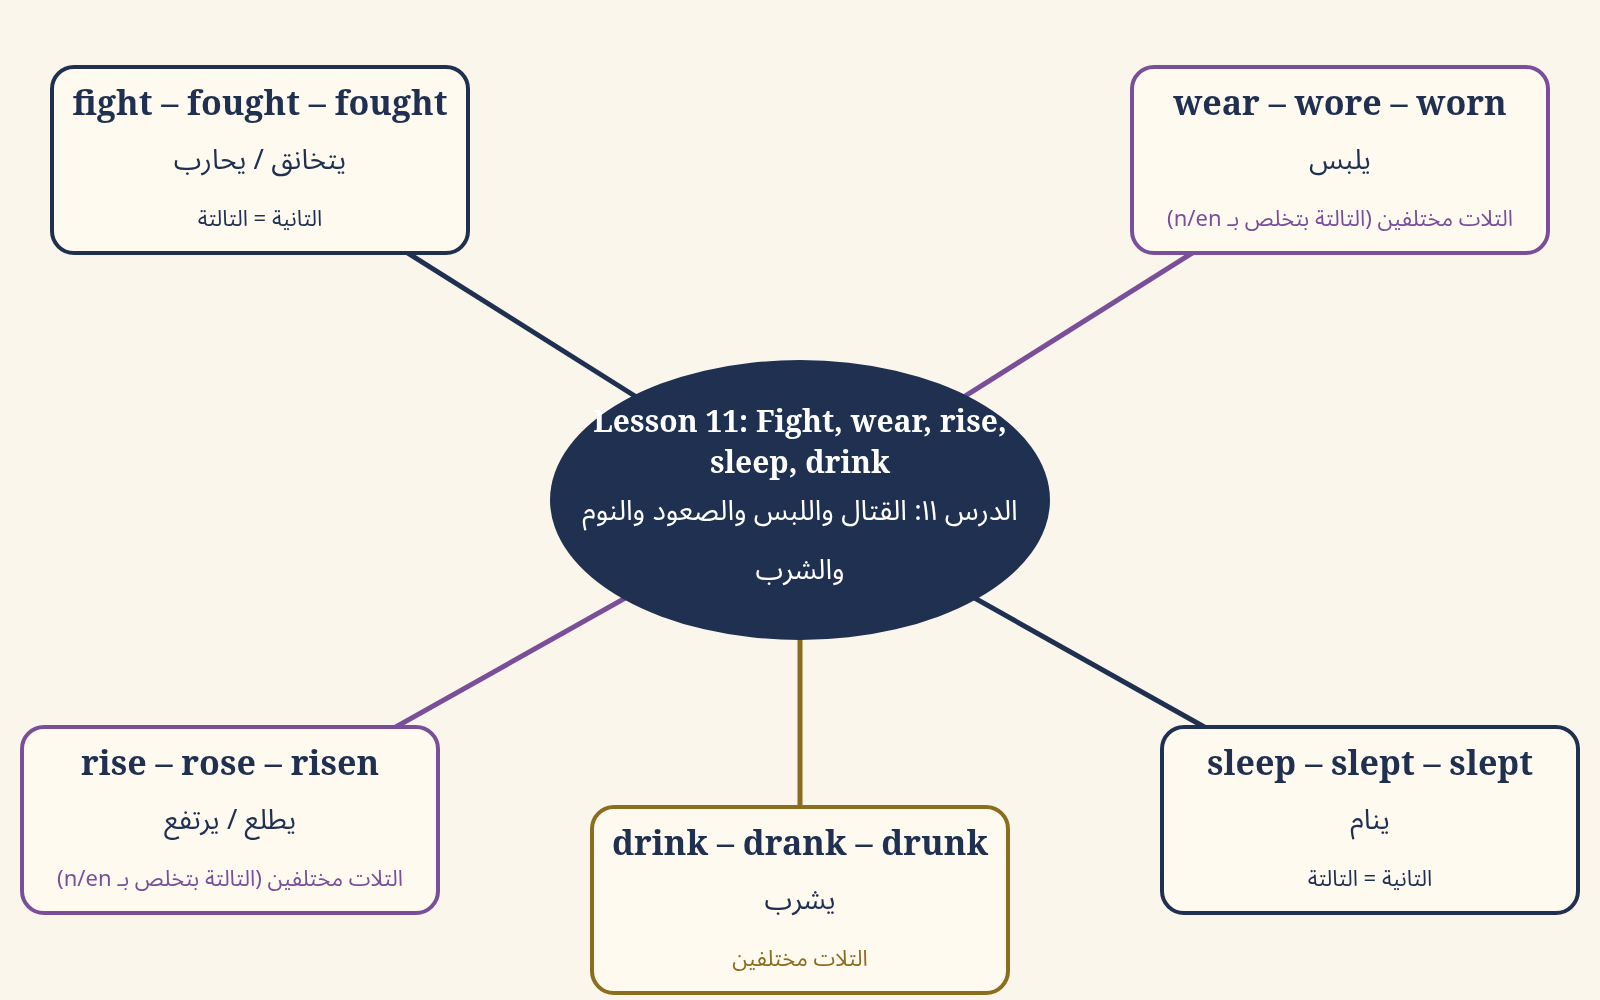 fight – fought – fought
يتخانق / يحارب
التانية = التالتة
wear – wore – worn
يلبس
التلات مختلفين (التالتة بتخلص بـ n/en)
Lesson 11: Fight, wear, rise,
sleep, drink
الدرس ١١: القتال واللبس والصعود والنوم
والشرب
rise – rose – risen
يطلع / يرتفع
التلات مختلفين (التالتة بتخلص بـ n/en)
drink – drank – drunk
يشرب
التلات مختلفين
sleep – slept – slept
ينام
التانية = التالتة